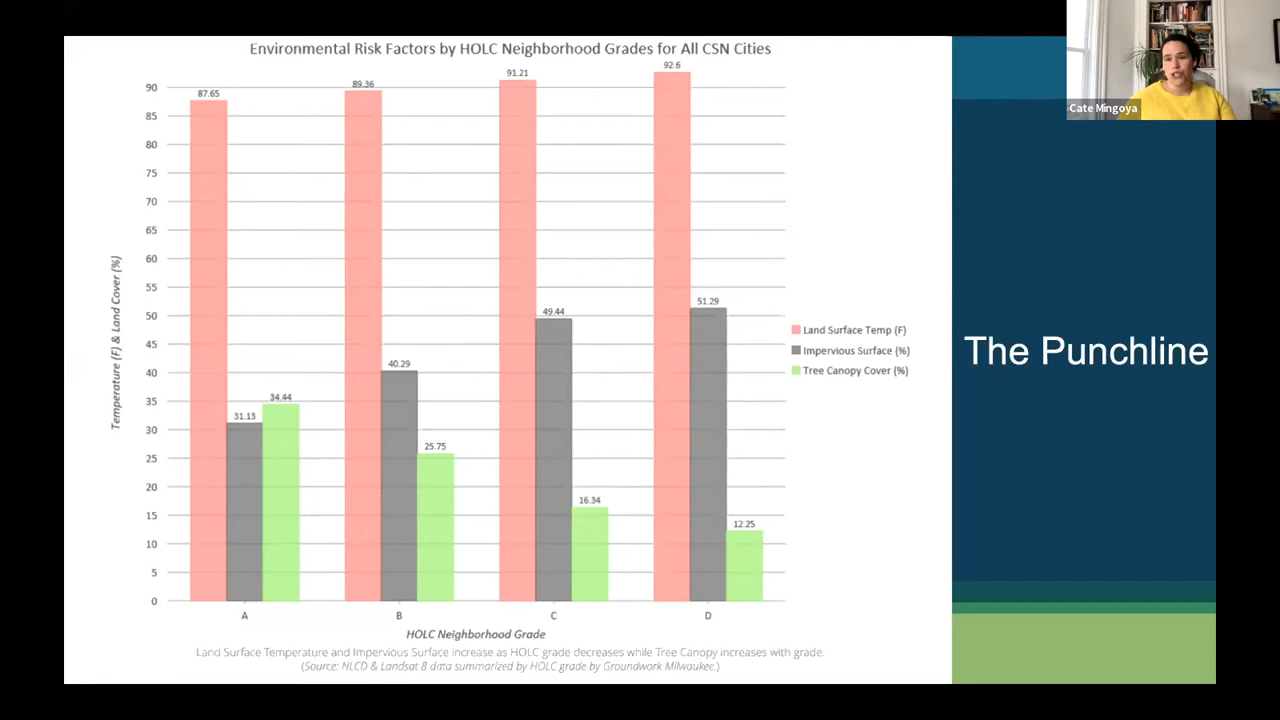 Environmental Risk Factors by HOLC Neighborhood Grades for All CSN Cities
Cate Mingoya
Temperature (F) & Land Cover (%)
90
85
80
75
70
65
60
55
50
45
40
35
30
25
20
15
10
5
0
87.65
31.13
34.44
89.36
40.29
25.75
91.21
49.44
16.34
92.6
51.29
12.25
A
B
C
D
HOLC Neighborhood Grade
Land Surface Temp (F)
Impervious Surface (%)
Tree Canopy Cover (%)
Land Surface Temperature and Impervious Surface increase as HOLC grade decreases while Tree Canopy increases with grade.
(Source: NLCD & Landsat 8 data summarized by HOLC grade by Groundwork Milwaukee.)
The Punchline